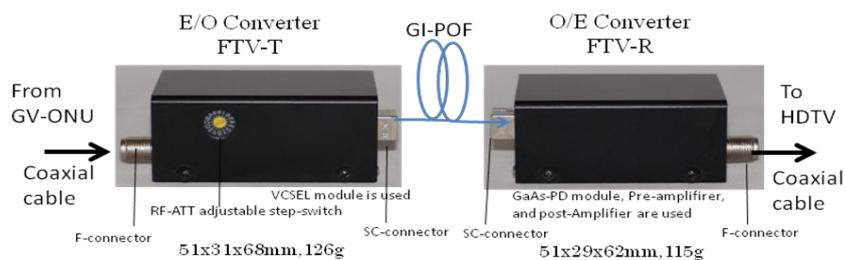 E/O Converter
FTV-T
GI-POF
O/E Converter
FTV-R
From
GV-ONU
To
HDTV
Coaxial
cable
Coaxial
cable
VCSEL module is used
RF-ATT adjustable step-switch
GaAs-PD module, Pre-amplifirer,
and post-Amplifier are used
F-connector
SC-connector
SC-connector
F-connector
51x31x68mm,126g
51x29x62mm,115g